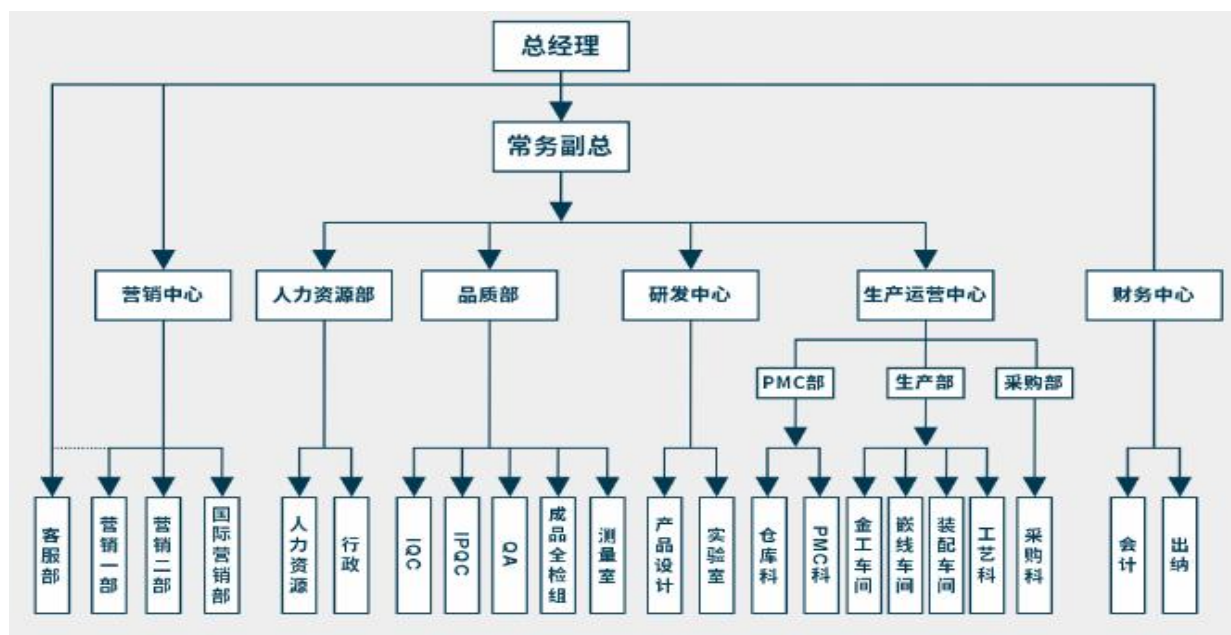 总经理
常务副总
营销中心
人力资源部
品质部
研发中心
生产运营中心
财务中心
PMC部
生产部
采购部
客服部
营销一部
营销二部
国际营销部
人力资源
行政
IQC
IPQC
QA
成品全检组
测量室
产品设计
实验室
仓库科
PMC科
金工车间
嵌线车间
装配车间
工艺科
采购科
会计
出纳